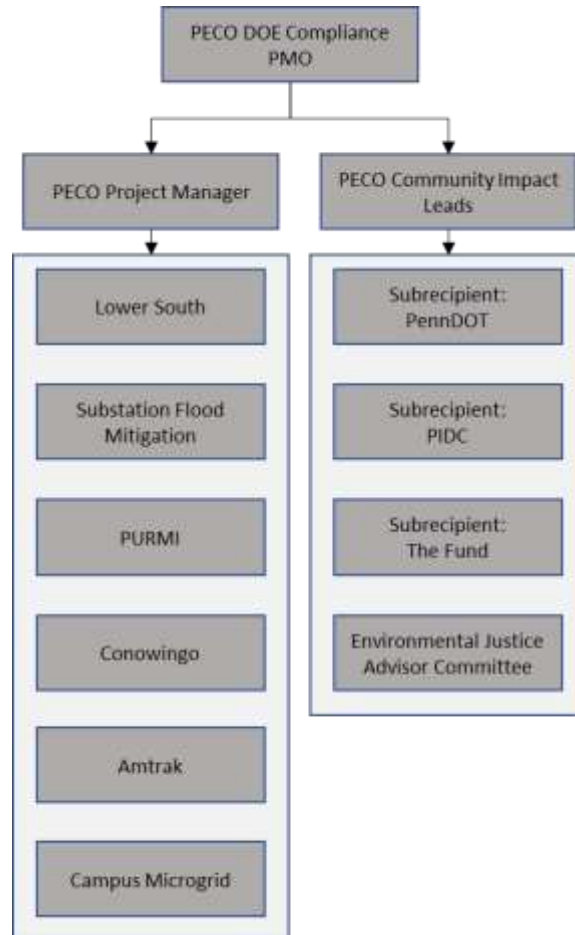 PECO DOE Compliance
PMO
PECO Project Manager
PECO Community Impact
Leads
Lower South
Substation Flood
Mitigation
PURMI
Conowingo
Amtrak
Campus Microgrid
Subrecipient:
PennDOT
Subrecipient:
PIDC
Subrecipient:
The Fund
Environmental Justice
Advisor Committee